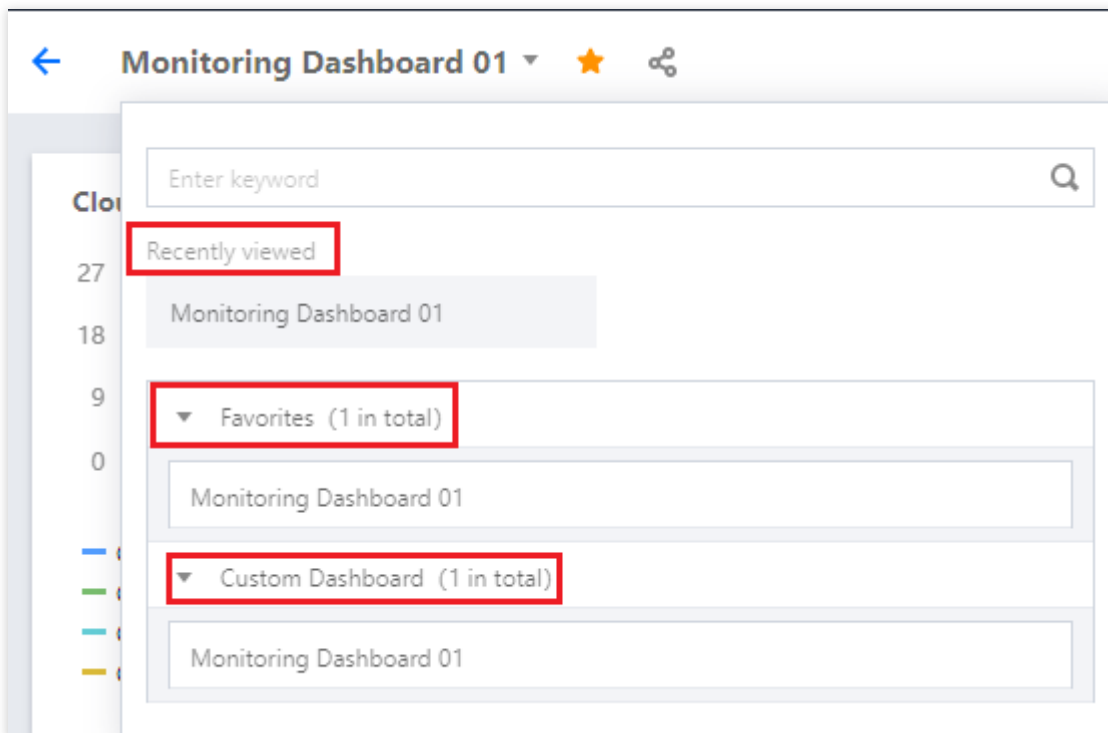 Monitoring Dashboard 01
Enter keyword
Clou
Recently viewed
27
Monitoring Dashboard 01
18
9
Favorites (1 in total)
0
Monitoring Dashboard 01
Custom Dashboard (1 in total)
Monitoring Dashboard 01